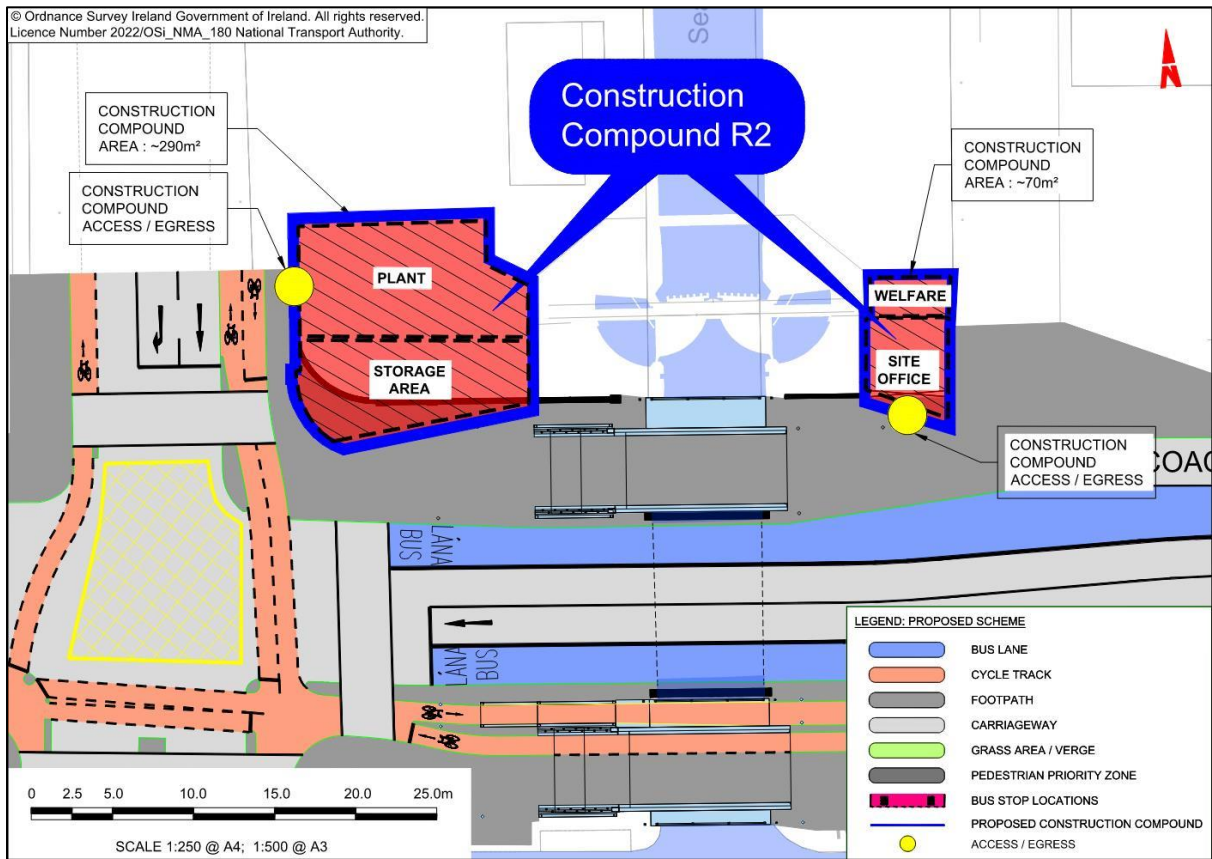 © Ordnance Survey Ireland Government of Ireland. All rights reserved.
Licence Number 2022/OSi_NMA_180 National Transport Authority.
Sea
N
CONSTRUCTION
COMPOUND
AREA : ~290m²
CONSTRUCTION
COMPOUND
ACCESS / EGRESS
Construction
Compound R2
CONSTRUCTION
COMPOUND
AREA : ~70m²
PLANT
STORAGE
AREA
WELFARE
SITE
OFFICE
CONSTRUCTION
COMPOUND
ACCESS / EGRESS
COAC
LÁNA
BUS
LÁNA
BUS
LEGEND: PROPOSED SCHEME
BUS LANE
CYCLE TRACK
FOOTPATH
CARRIAGEWAY
GRASS AREA / VERGE
PEDESTRIAN PRIORITY ZONE
BUS STOP LOCATIONS
PROPOSED CONSTRUCTION COMPOUND
ACCESS / EGRESS
0 2.5 5.0 10.0 15.0 20.0 25.0m
SCALE 1:250 @ A4; 1:500 @ A3